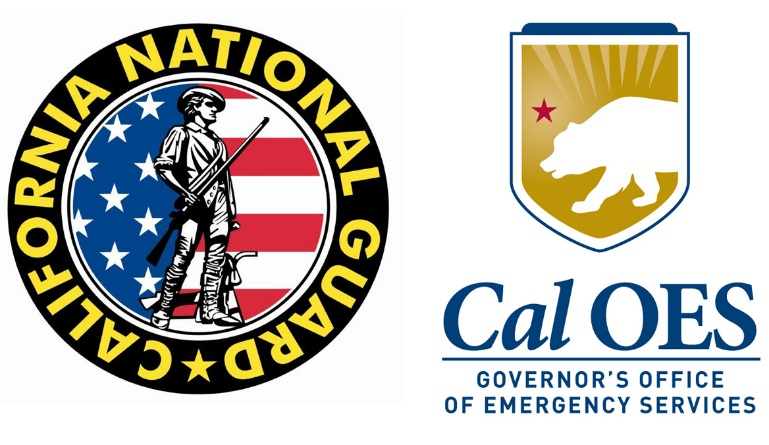 CALIFORNIA NATIONAL GUARD
Cal OES
GOVERNOR'S OFFICE
OF EMERGENCY SERVICES